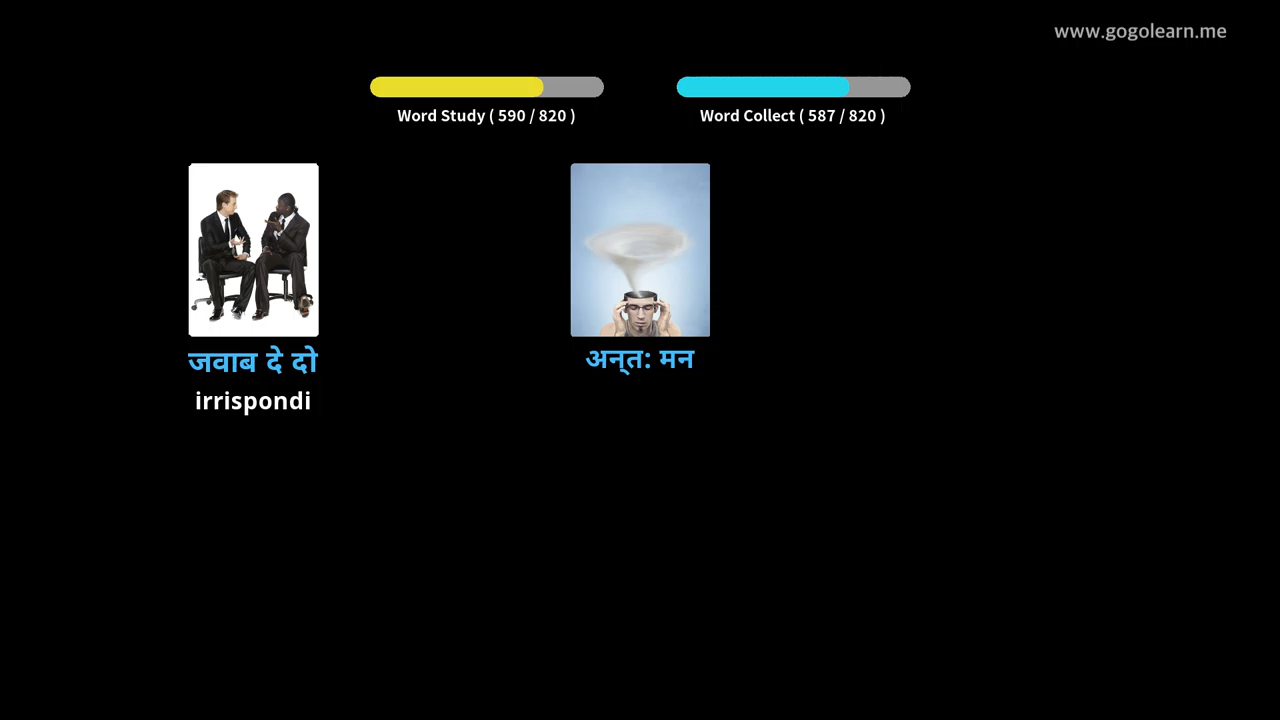 www.gogolearn.me
Word Study ( 590 / 820 )
Word Collect ( 587 / 820 )
जवाब दे दो
irrispondi
अन्‌त: मन